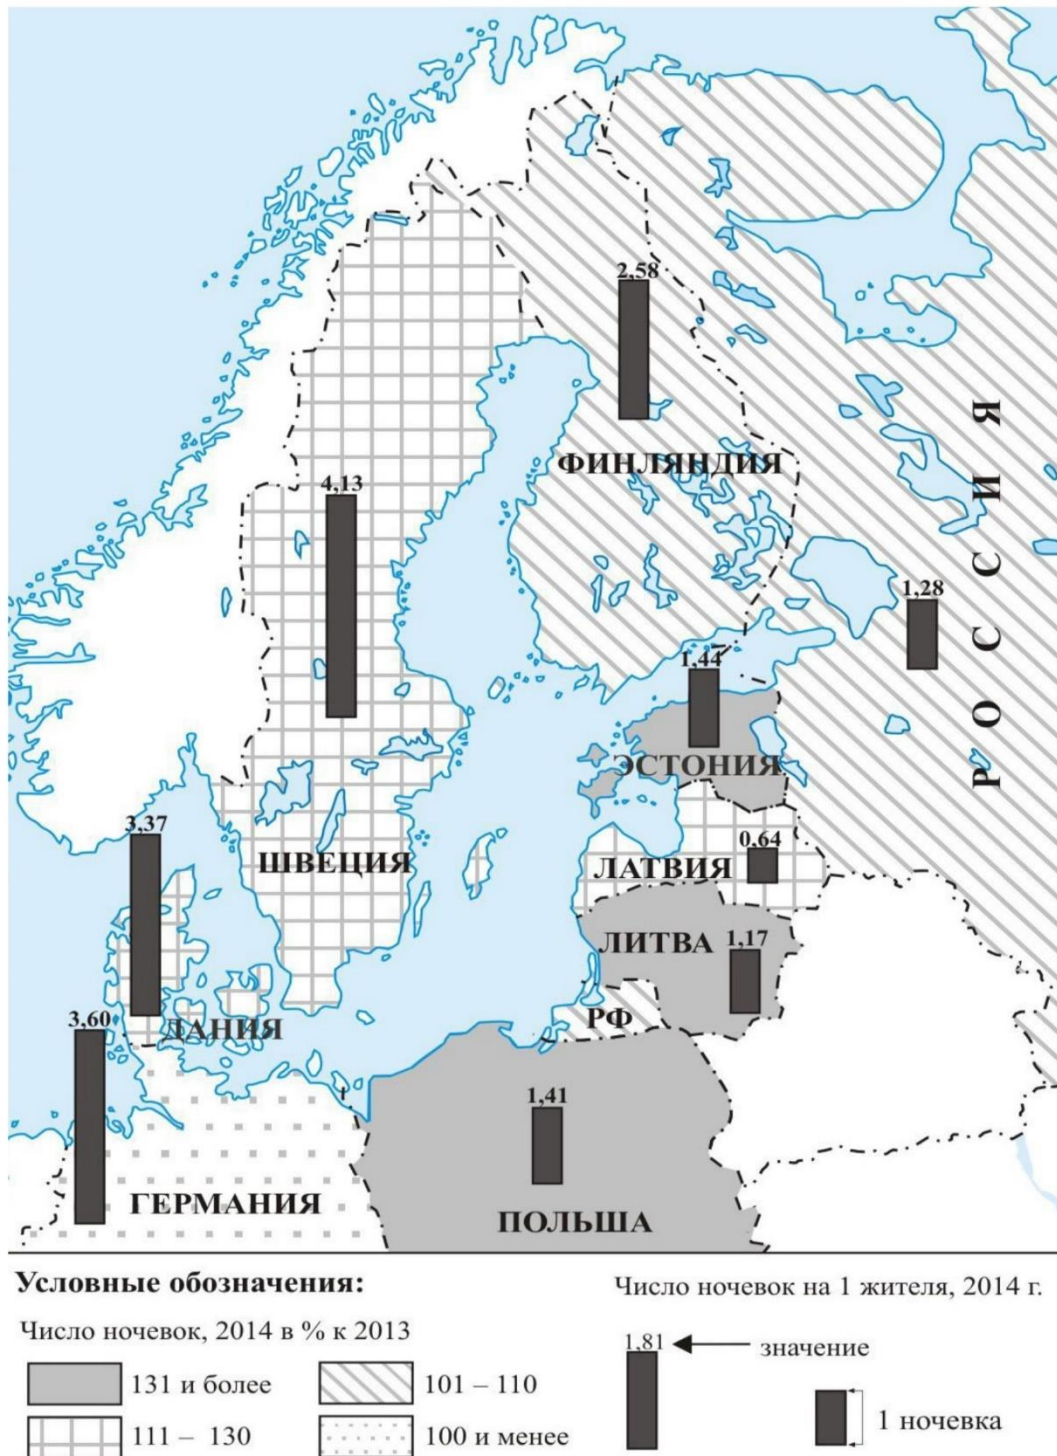 2,58
ФИНЛЯНДИЯ
РОССИЯ
4,13
1,28
1,44
ЭСТОНИЯ
3,37
ШВЕЦИЯ
0,64
ЛАТВИЯ
ЛИТВА
1,17
3,60
ДАНИЯ
РФ
1,41
ГЕРМАНИЯ
ПОЛЬША
Условные обозначения:
Число ночевок, 2014 в % к 2013
131 и более
101 – 110
111 – 130
100 и менее
Число ночевок на 1 жителя, 2014 г.
1,81
значение
1 ночевка